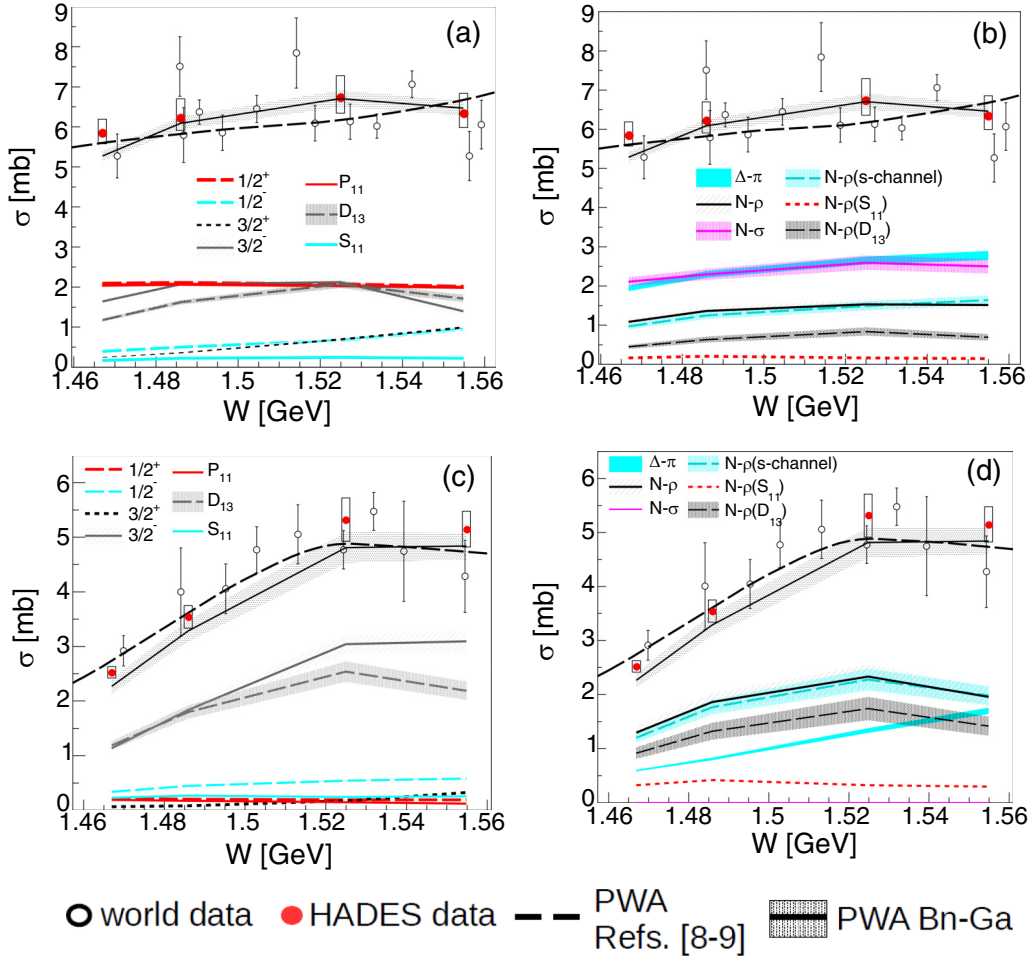 (a)
9
8
7
6
5
4
3
2
1
0
σ [mb]
1/2⁺
1/2⁻
3/2⁺
3/2⁻
P₁₁
D₁₃
S₁₁
1.46 1.48 1.5 1.52 1.54 1.56
W [GeV]
(b)
9
8
7
6
5
4
3
2
1
0
σ [mb]
Δ-π
N-ρ
N-σ
N-ρ(s-channel)
N-ρ(S₁₁)
N-ρ(D₁₃)
1.46 1.48 1.5 1.52 1.54 1.56
W [GeV]
(c)
6
5
4
3
2
1
0
σ [mb]
1/2⁺
1/2⁻
3/2⁺
3/2⁻
P₁₁
D₁₃
S₁₁
1.46 1.48 1.5 1.52 1.54 1.56
W [GeV]
(d)
6
5
4
3
2
1
0
σ [mb]
Δ-π
N-ρ
N-σ
N-ρ(s-channel)
N-ρ(S₁₁)
N-ρ(D₁₃)
1.46 1.48 1.5 1.52 1.54 1.56
W [GeV]
world data
HADES data
PWA
Refs. [8-9]
PWA Bn-Ga